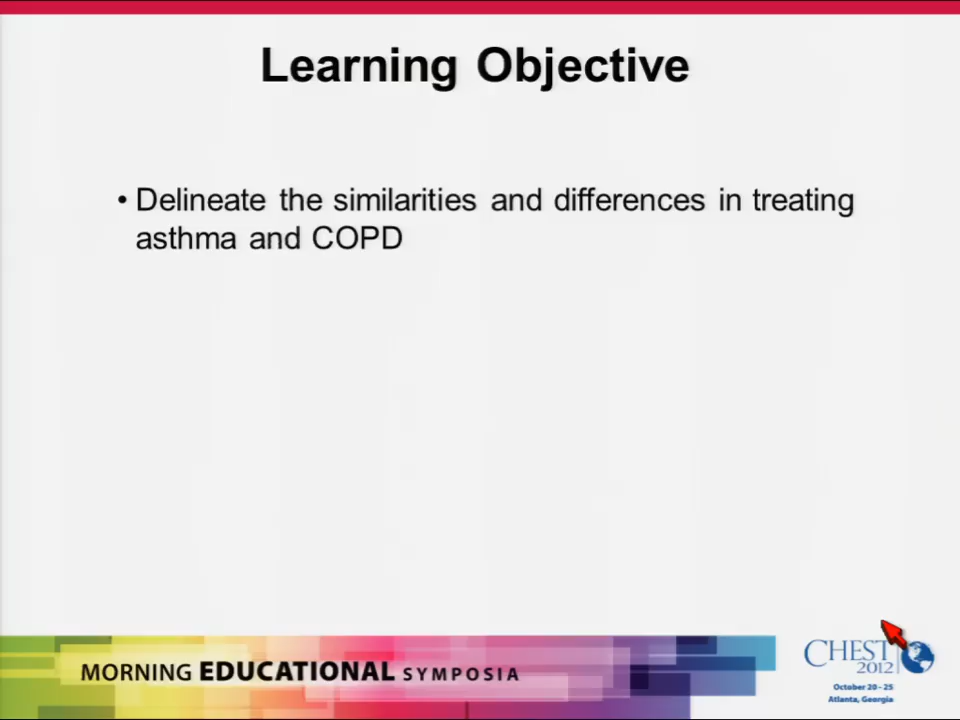 Learning Objective
• Delineate the similarities and differences in treating
asthma and COPD
MORNING EDUCATIONAL SYMPOSIA
CHEST
2012
October 20–25
Atlanta, Georgia